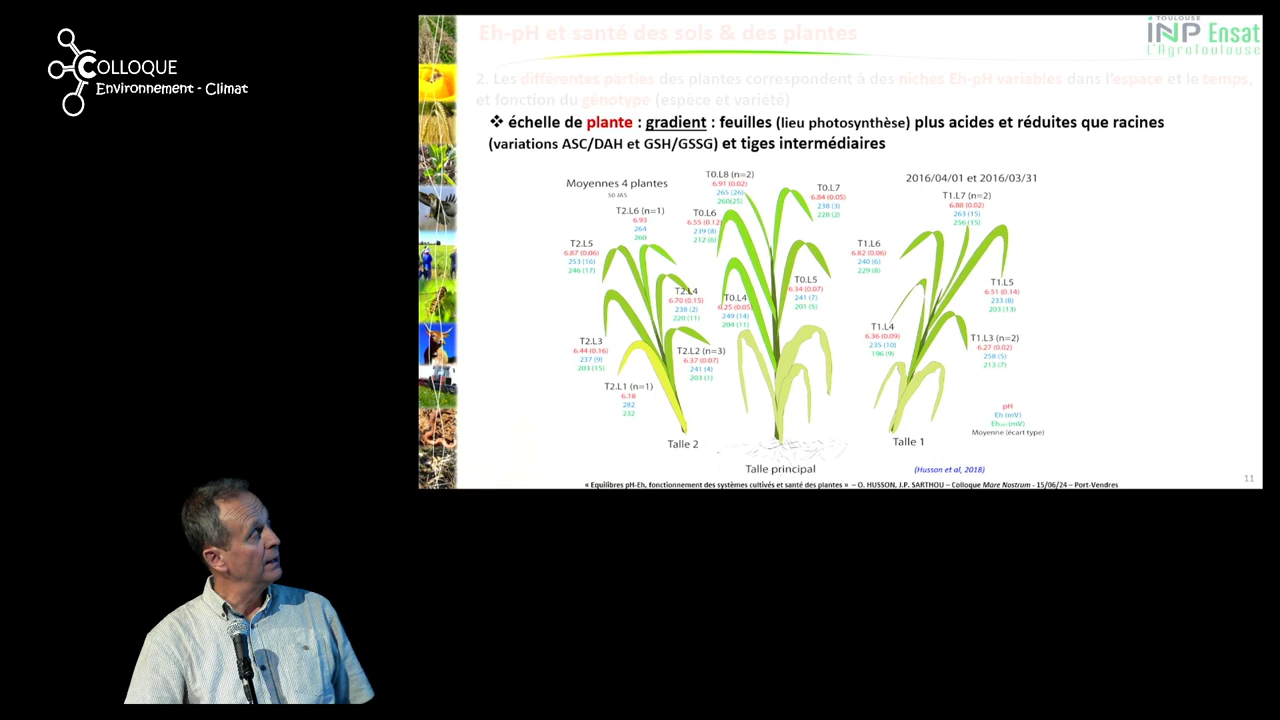 COLLOQUE
Environnement - Climat
Eh-pH et santé des sols & des plantes
TOULOUSE
INP Ensat
L'AgroToulouse
2. Les différentes parties des plantes correspondent à des niches Eh-pH variables dans l'espace et le temps,
et fonction du génotype (espèce et variété)
❖ échelle de plante : gradient : feuilles (lieu photosynthèse) plus acides et réduites que racines
(variations ASC/DAH et GSH/GSSG) et tiges intermédiaires
Moyennes 4 plantes
SD JAS
2016/04/01 et 2016/03/31
T2.L6 (n=1)
6.93
264
260
T2.L5
6.87 (0.06)
253 (16)
246 (17)
T2.L4
6.70 (0.15)
238 (2)
220 (11)
T2.L3
6.44 (0.16)
237 (9)
203 (15)
T2.L2 (n=3)
6.37 (0.07)
241 (4)
203 (1)
T2.L1 (n=1)
6.18
282
232
Talle 2
T0.L8 (n=2)
6.91 (0.02)
265 (26)
260(25)
T0.L7
6.84 (0.05)
238 (3)
228 (2)
T0.L6
6.55 (0.12)
239 (8)
212 (6)
T0.L5
6.34 (0.07)
241 (7)
201 (5)
T0.L4
6.25 (0.05)
249 (14)
204 (11)
Talle principal
T1.L7 (n=2)
6.88 (0.02)
263 (15)
256 (15)
T1.L6
6.82 (0.06)
240 (6)
229 (8)
T1.L5
6.51 (0.14)
233 (8)
203 (13)
T1.L4
6.36 (0.09)
235 (10)
196 (9)
T1.L3 (n=2)
6.27 (0.02)
258 (5)
213 (7)
Talle 1
pH
Eh (mV)
Eh (mV)
Moyenne (écart type)
(Husson et al, 2018)
« Equilibres pH-Eh, fonctionnement des systèmes cultivés et santé des plantes » – O. HUSSON, J.P. SARTHOU – Colloque Mare Nostrum - 15/06/24 – Port-Vendres
11